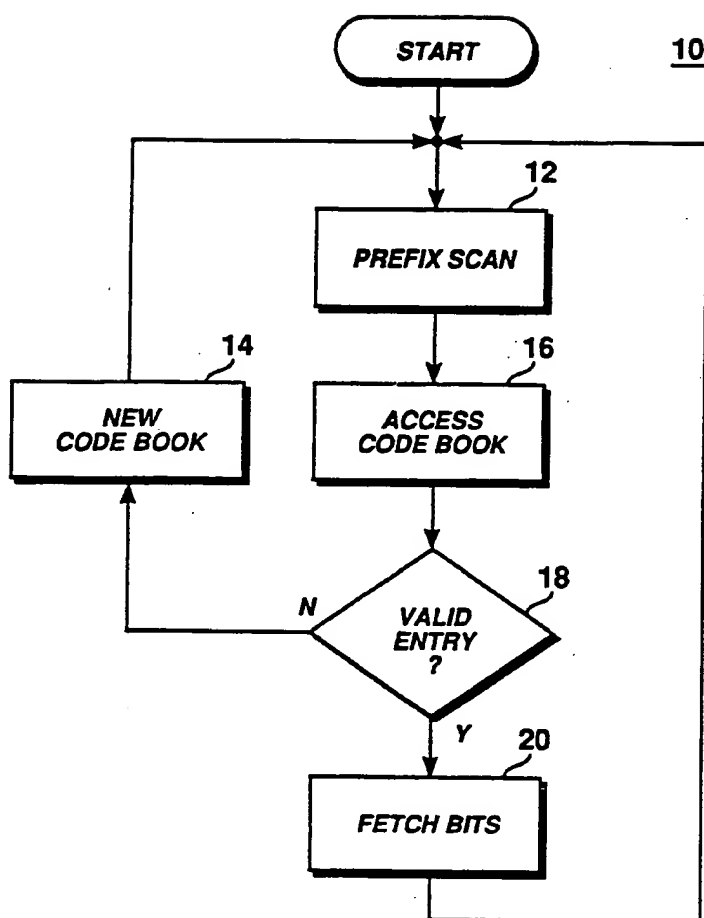 START
10
12
PREFIX SCAN
14
16
NEW
CODE BOOK
ACCESS
CODE BOOK
18
N
VALID
ENTRY
?
Y
20
FETCH BITS